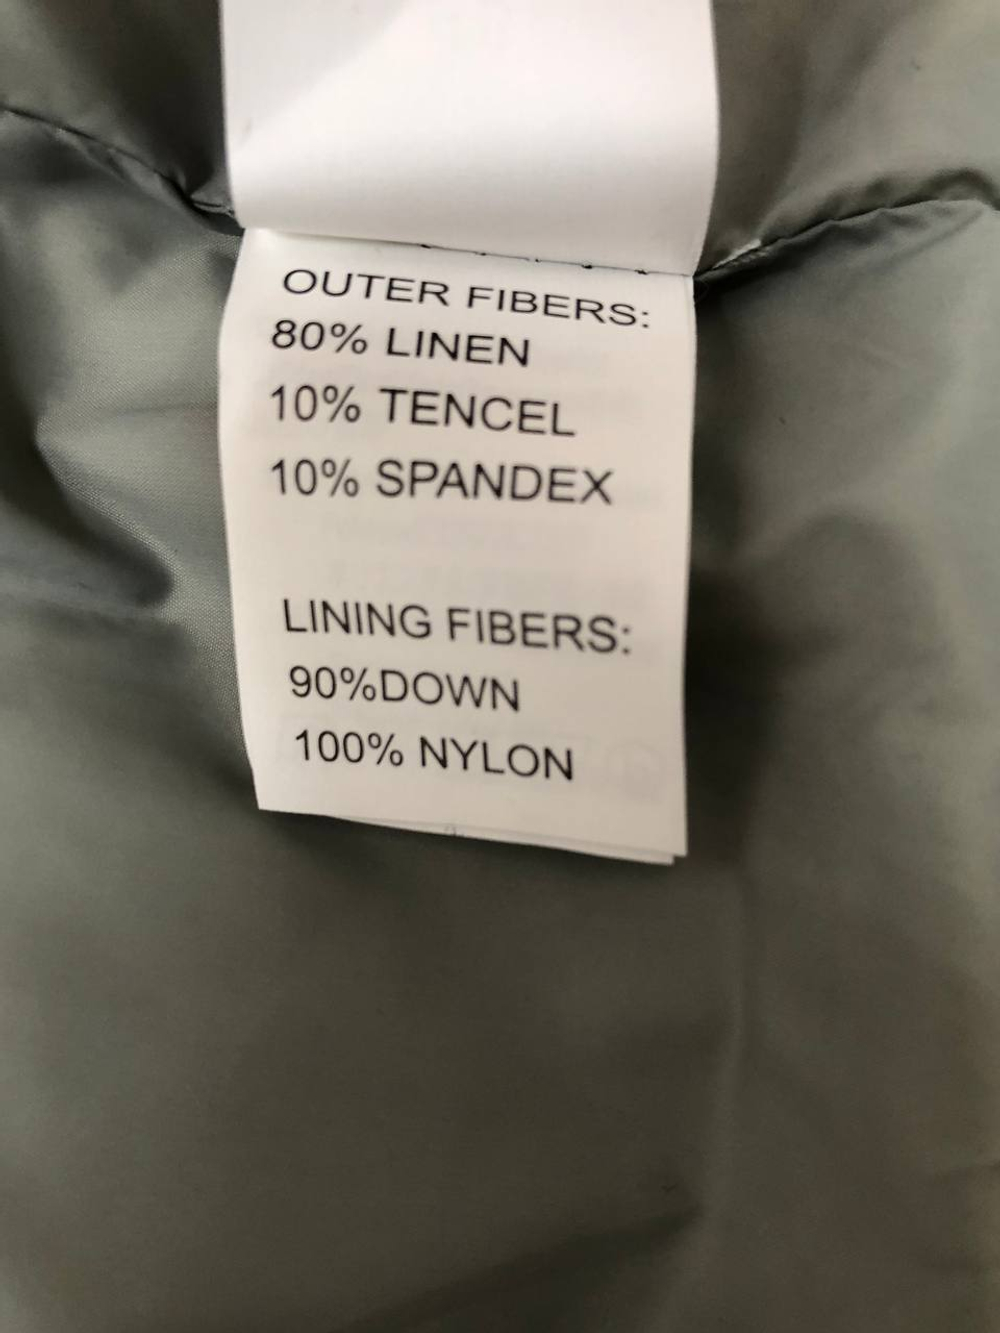 OUTER FIBERS:
80% LINEN
10% TENCEL
10% SPANDEX
LINING FIBERS:
90%DOWN
100% NYLON